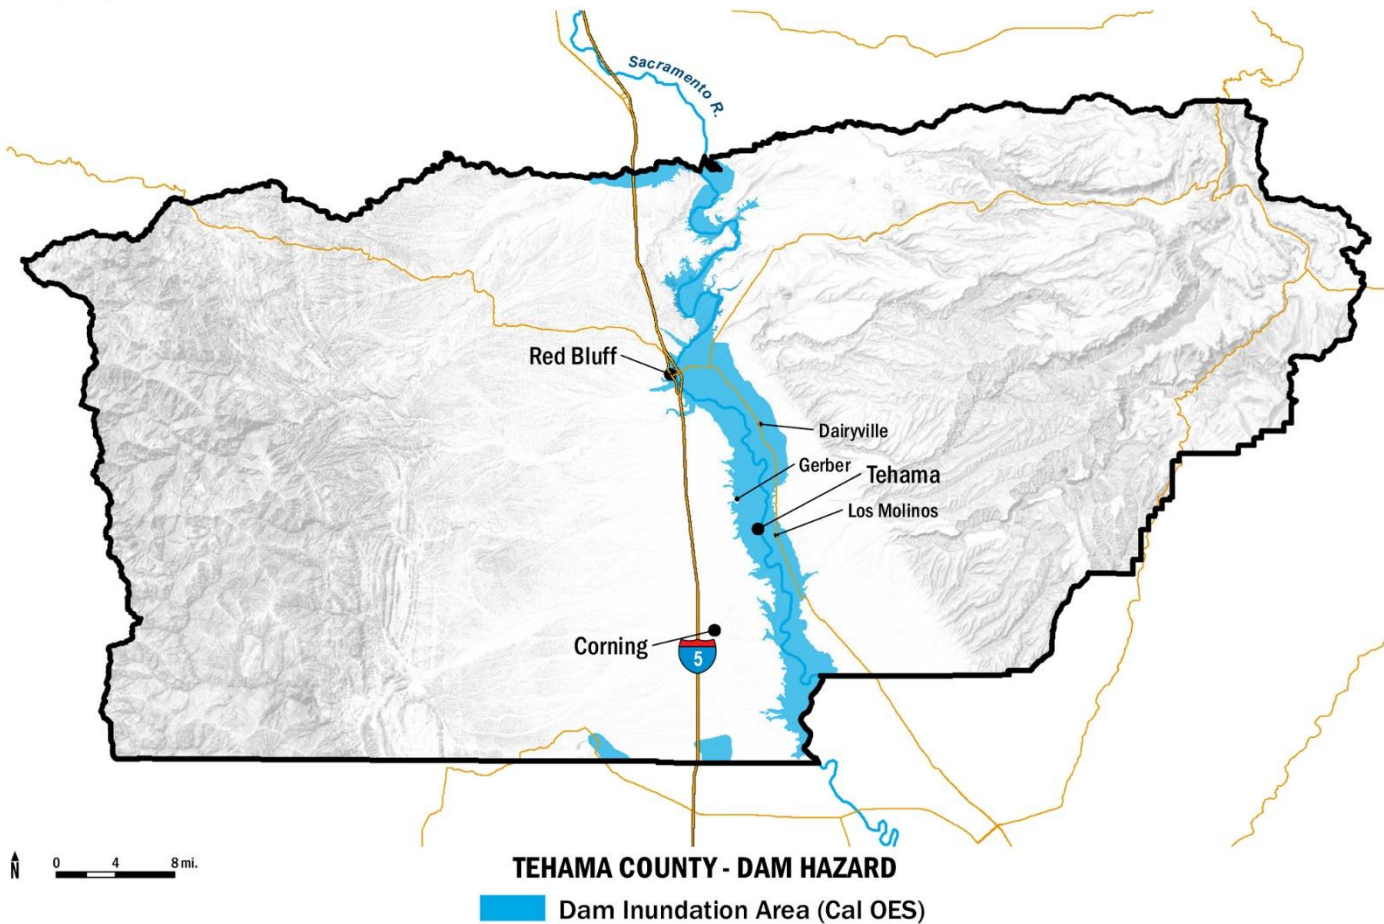 Sacramento R.
Red Bluff
Dairyville
Gerber
Tehama
Los Molinos
Corning
5
N
0 4 8 mi.
TEHAMA COUNTY - DAM HAZARD
Dam Inundation Area (Cal OES)